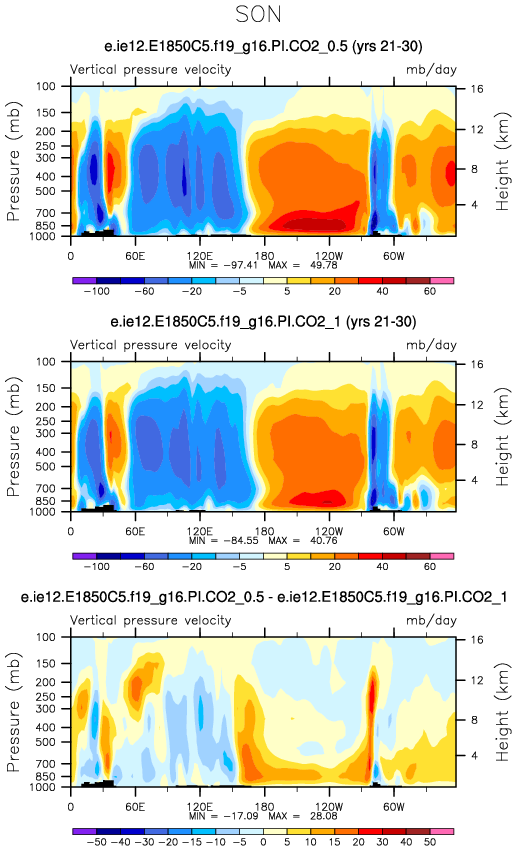 SON
e.ie12.E1850C5.f19_g16.PI.CO2_0.5 (yrs 21-30)
Vertical pressure velocity mb/day
100 150 200 250 300 400 500 700 850 1000
Pressure (mb)
16 12 8 4
Height (km)
0 60E 120E 180 120W 60W
MIN = -97.41 MAX = 49.78
-100 -60 -20 -5 5 20 40 60
e.ie12.E1850C5.f19_g16.PI.CO2_1 (yrs 21-30)
Vertical pressure velocity mb/day
100 150 200 250 300 400 500 700 850 1000
Pressure (mb)
16 12 8 4
Height (km)
0 60E 120E 180 120W 60W
MIN = -84.55 MAX = 40.76
-100 -60 -20 -5 5 20 40 60
e.ie12.E1850C5.f19_g16.PI.CO2_0.5 - e.ie12.E1850C5.f19_g16.PI.CO2_1
Vertical pressure velocity mb/day
100 150 200 250 300 400 500 700 850 1000
Pressure (mb)
16 12 8 4
Height (km)
0 60E 120E 180 120W 60W
MIN = -17.09 MAX = 28.08
-50 -40 -30 -20 -15 -10 -5 0 5 10 15 20 30 40 50